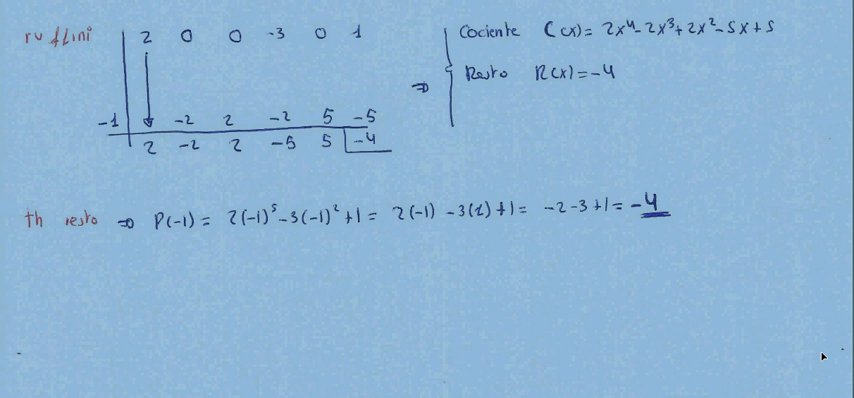 ruffini 2 0 0 -3 0 1
Cociente C(x) = 2x⁴-2x³+2x²-5x+5
⇒ Resto R(x) = -4
-1 -2 2 -2 5 -5
2 -2 2 -5 5 -4
th resto ⇒ P(-1) = 2(-1)⁵-3(-1)²+1 = 2(-1) -3(1)+1 = -2-3+1 = -4